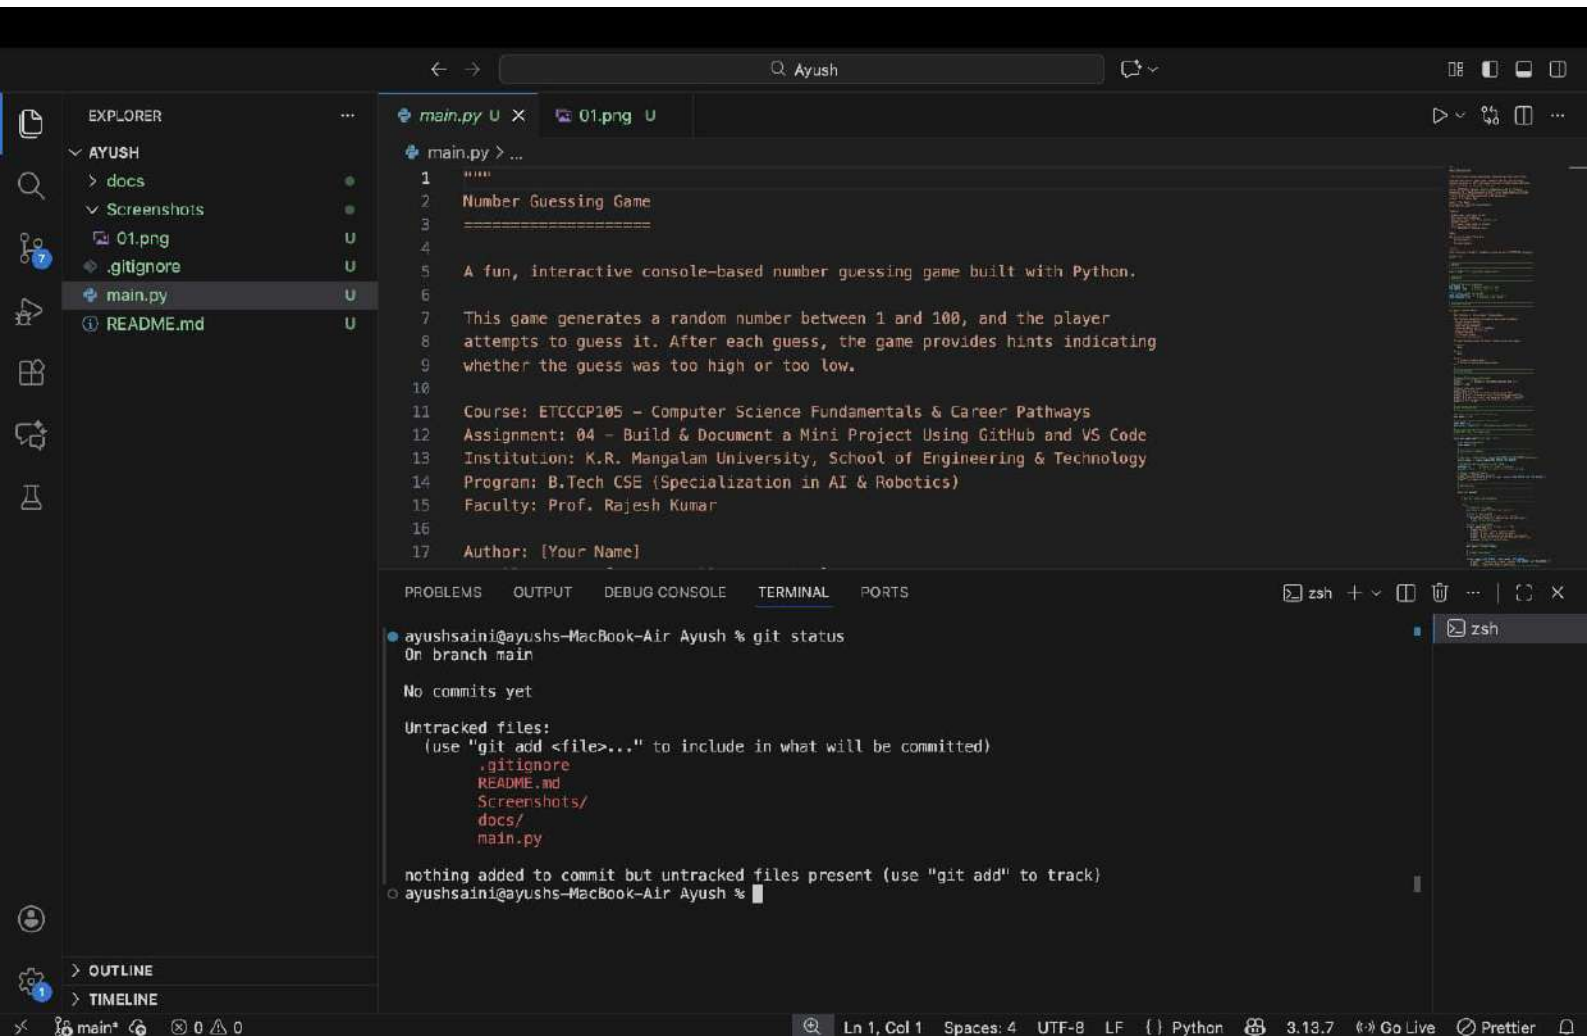 Ayush
EXPLORER
AYUSH
docs
Screenshots
01.png U
.gitignore U
main.py U
README.md U
7
1
OUTLINE
TIMELINE
main.py U
01.png U
main.py > ...
1 """
2 Number Guessing Game
3 ====================
4
5 A fun, interactive console-based number guessing game built with Python.
6
7 This game generates a random number between 1 and 100, and the player
8 attempts to guess it. After each guess, the game provides hints indicating
9 whether the guess was too high or too low.
10
11 Course: ETCCCP105 - Computer Science Fundamentals & Career Pathways
12 Assignment: 04 - Build & Document a Mini Project Using GitHub and VS Code
13 Institution: K.R. Mangalam University, School of Engineering & Technology
14 Program: B.Tech CSE (Specialization in AI & Robotics)
15 Faculty: Prof. Rajesh Kumar
16
17 Author: [Your Name]
PROBLEMS OUTPUT DEBUG CONSOLE TERMINAL PORTS
zsh
zsh
ayushsaini@ayushs-MacBook-Air Ayush % git status
On branch main
No commits yet
Untracked files:
(use "git add <file>..." to include in what will be committed)
.gitignore
README.md
Screenshots/
docs/
main.py
nothing added to commit but untracked files present (use "git add" to track)
ayushsaini@ayushs-MacBook-Air Ayush %
main* 0 0
Ln 1, Col 1 Spaces: 4 UTF-8 LF {} Python 3.13.7 Go Live Prettier